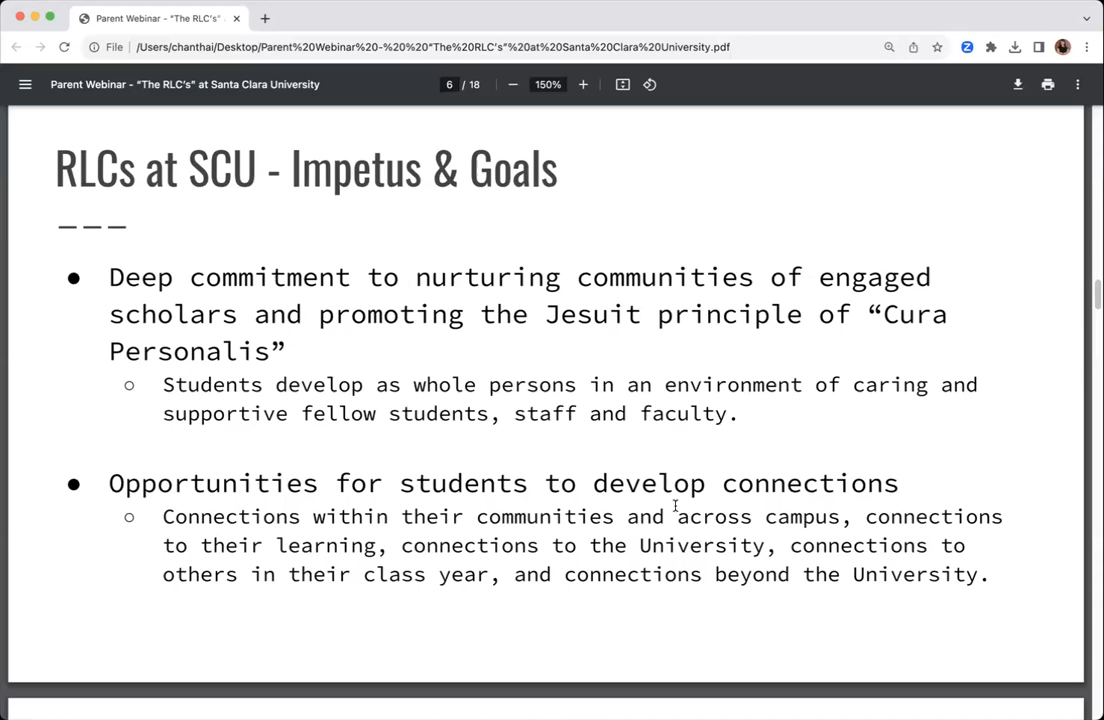 Parent Webinar - “The RLC’s”
File
/Users/chanthai/Desktop/Parent%20Webinar%20-%20%20“The%20RLC’s”%20at%20Santa%20Clara%20University.pdf
Parent Webinar - “The RLC’s” at Santa Clara University
6 / 18
150%
RLCs at SCU - Impetus & Goals
Deep commitment to nurturing communities of engaged
scholars and promoting the Jesuit principle of “Cura
Personalis”
Students develop as whole persons in an environment of caring and
supportive fellow students, staff and faculty.
Opportunities for students to develop connections
Connections within their communities and across campus, connections
to their learning, connections to the University, connections to
others in their class year, and connections beyond the University.